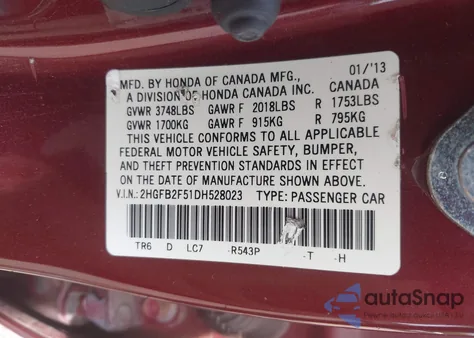 MFD. BY HONDA OF CANADA MFG., 01/'13
A DIVISION OF HONDA CANADA INC. CANADA
GVWR 3748LBS GAWR F 2018LBS R 1753LBS
GVWR 1700KG GAWR F 915KG R 795KG
THIS VEHICLE CONFORMS TO ALL APPLICABLE
FEDERAL MOTOR VEHICLE SAFETY, BUMPER,
AND THEFT PREVENTION STANDARDS IN EFFECT
ON THE DATE OF MANUFACTURE SHOWN ABOVE.
V.I.N.:2HGFB2F51DH528023 TYPE:PASSENGER CAR
TR6 D LC7 -R543P -T -H
autoSnap